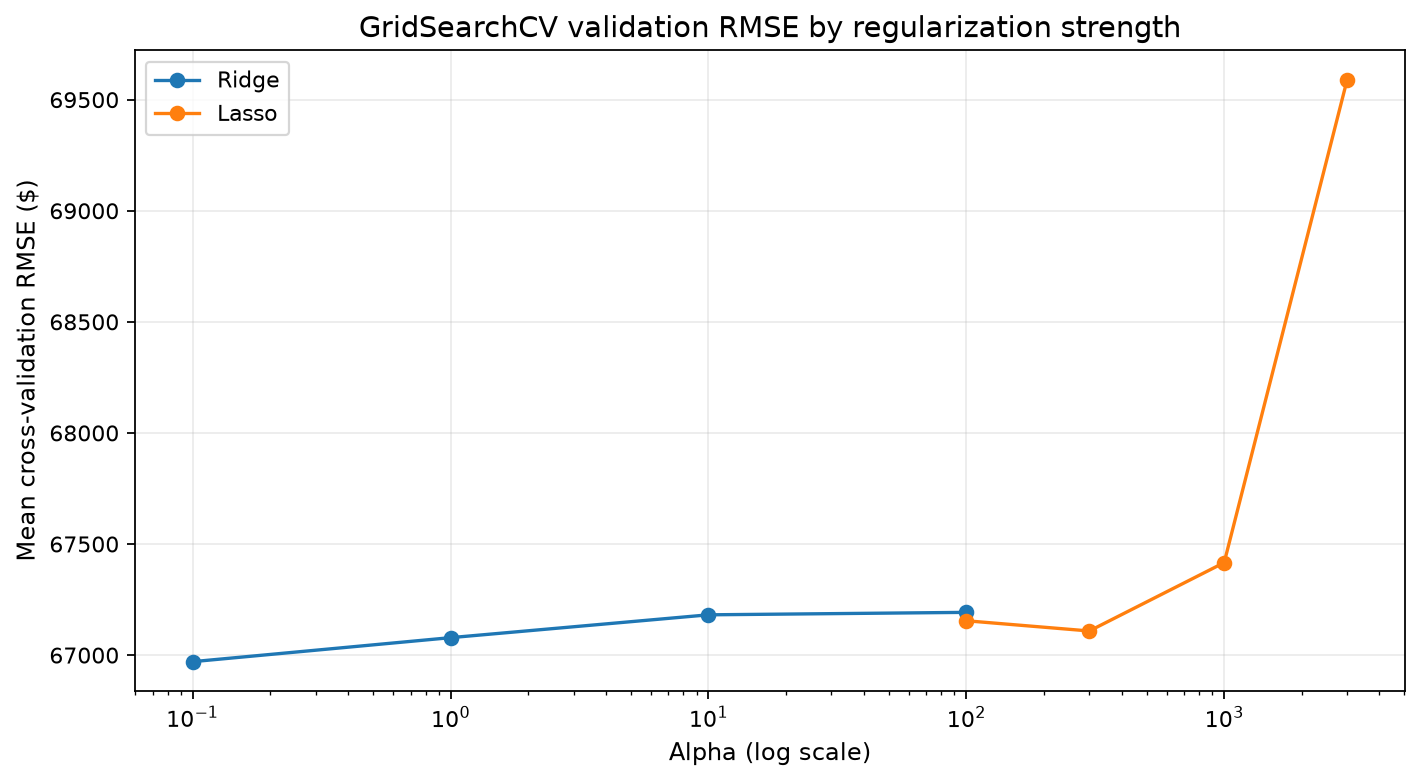 GridSearchCV validation RMSE by regularization strength
Ridge
Lasso
Mean cross-validation RMSE ($)
69500
69000
68500
68000
67500
67000
10⁻¹ 10⁰ 10¹ 10² 10³
Alpha (log scale)